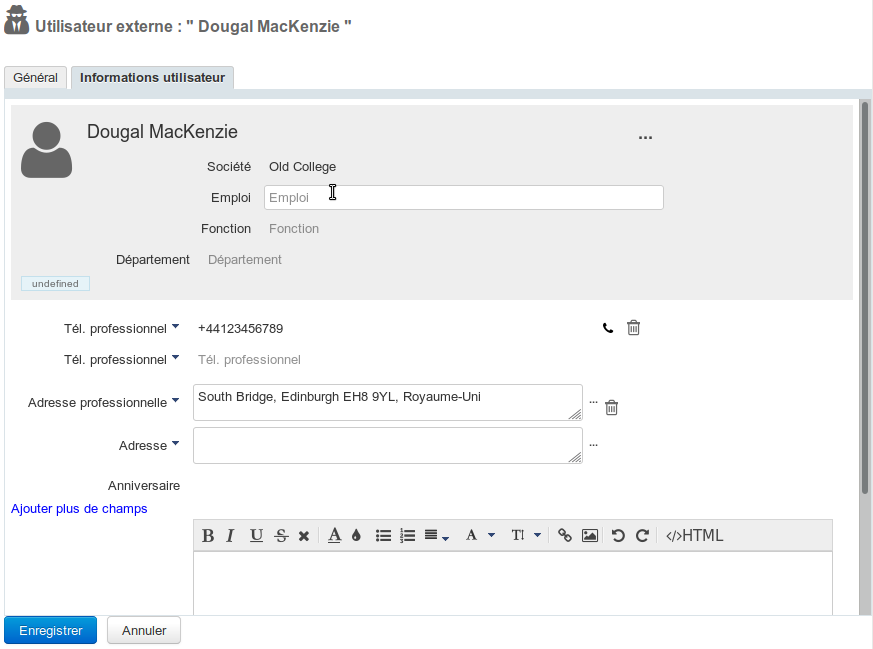 Utilisateur externe : " Dougal MacKenzie "
Général
Informations utilisateur
Dougal MacKenzie
...
Société Old College
Emploi Emploi
Fonction Fonction
Département Département
undefined
Tél. professionnel +44123456789
Tél. professionnel Tél. professionnel
Adresse professionnelle South Bridge, Edinburgh EH8 9YL, Royaume-Uni ...
Adresse ...
Anniversaire
Ajouter plus de champs
B I U S A A T! </>HTML
Enregistrer Annuler